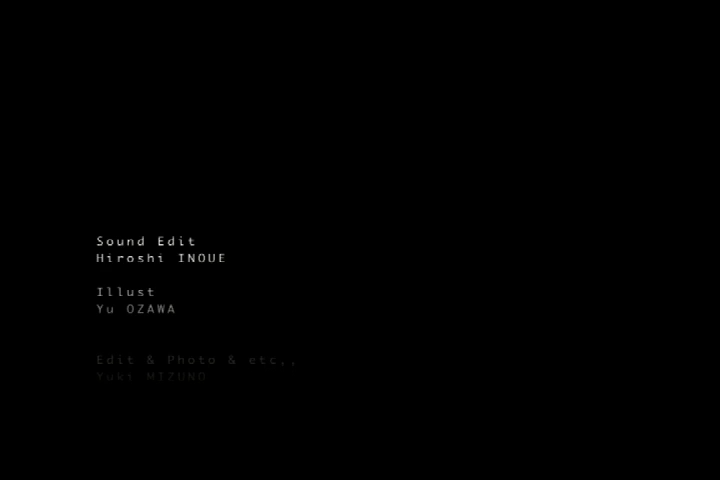 Sound Edit
Hiroshi INOUE
Illust
Yu OZAWA
Edit & Photo & etc,,
Yuki MIZUNO